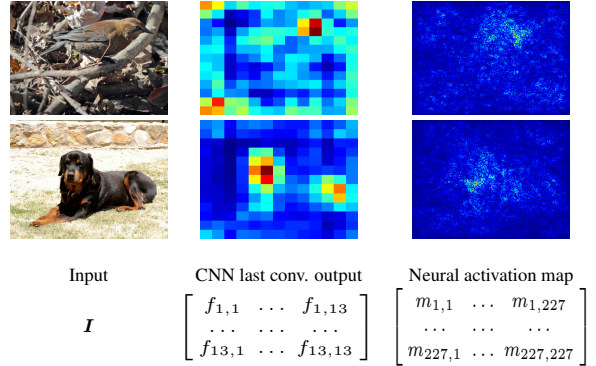 Input CNN last conv. output Neural activation map
I
[ f1,1 ... f1,13 ] [ m1,1 ... m1,227 ]
[ ... ... ... ] [ ... ... ... ]
[ f13,1 ... f13,13 ] [ m227,1 ... m227,227 ]